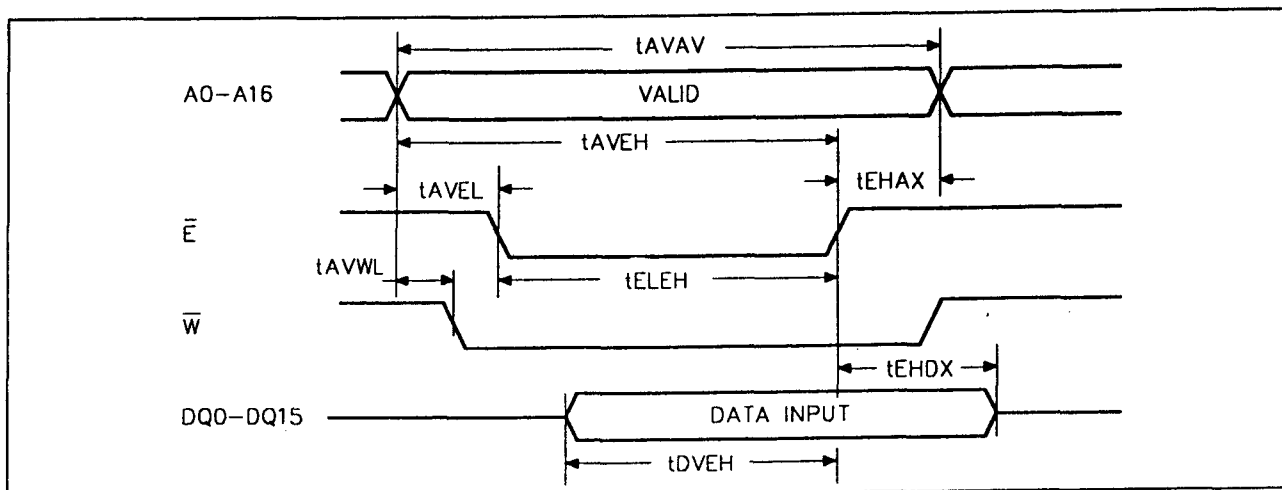 tAVAV
A0-A16
VALID
tAVEH
tAVEL
tEHAX
E̅
tAVWL
tELEH
W̅
tEHDX
DQ0-DQ15
DATA INPUT
tDVEH